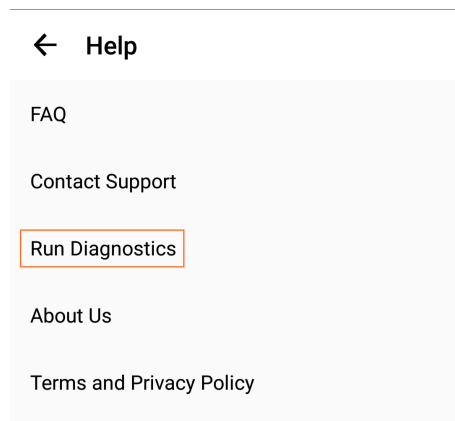 Help
FAQ
Contact Support
Run Diagnostics
About Us
Terms and Privacy Policy